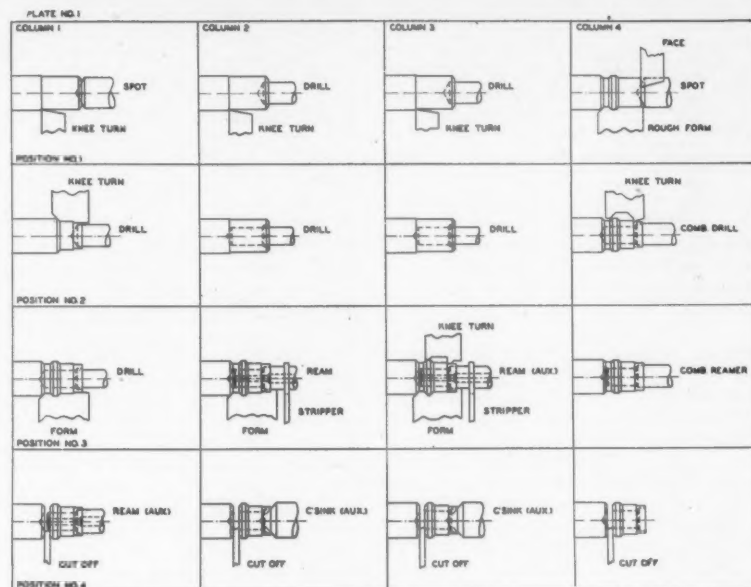 PLATE NO.1
COLUMN 1
COLUMN 2
COLUMN 3
COLUMN 4
FACE
SPOT
DRILL
DRILL
SPOT
KNEE TURN
KNEE TURN
KNEE TURN
ROUGH FORM
POSITION NO.1
KNEE TURN
KNEE TURN
DRILL
DRILL
DRILL
COMB. DRILL
POSITION NO.2
KNEE TURN
DRILL
REAM
REAM (AUX.)
COMB. REAMER
STRIPPER
STRIPPER
FORM
FORM
FORM
POSITION NO.3
REAM (AUX)
C'SINK (AUX.)
C'SINK (AUX.)
CUT OFF
CUT OFF
CUT OFF
CUT OFF
POSITION NO.4